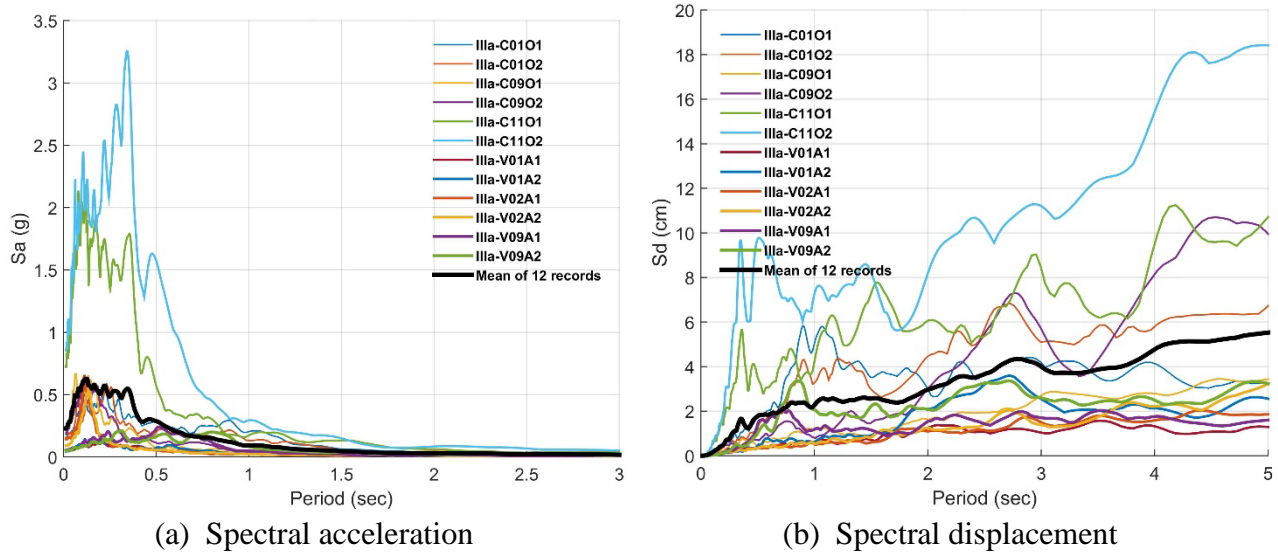 3.5
3
2.5
2
1.5
1
0.5
0
0
0.5
1
1.5
2
2.5
3
Sa (g)
Period (sec)
IIIa-C01O1
IIIa-C01O2
IIIa-C09O1
IIIa-C09O2
IIIa-C11O1
IIIa-C11O2
IIIa-V01A1
IIIa-V01A2
IIIa-V02A1
IIIa-V02A2
IIIa-V09A1
IIIa-V09A2
Mean of 12 records
(a) Spectral acceleration
20
18
16
14
12
10
8
6
4
2
0
0
1
2
3
4
5
Sd (cm)
Period (sec)
IIIa-C01O1
IIIa-C01O2
IIIa-C09O1
IIIa-C09O2
IIIa-C11O1
IIIa-C11O2
IIIa-V01A1
IIIa-V01A2
IIIa-V02A1
IIIa-V02A2
IIIa-V09A1
IIIa-V09A2
Mean of 12 records
(b) Spectral displacement